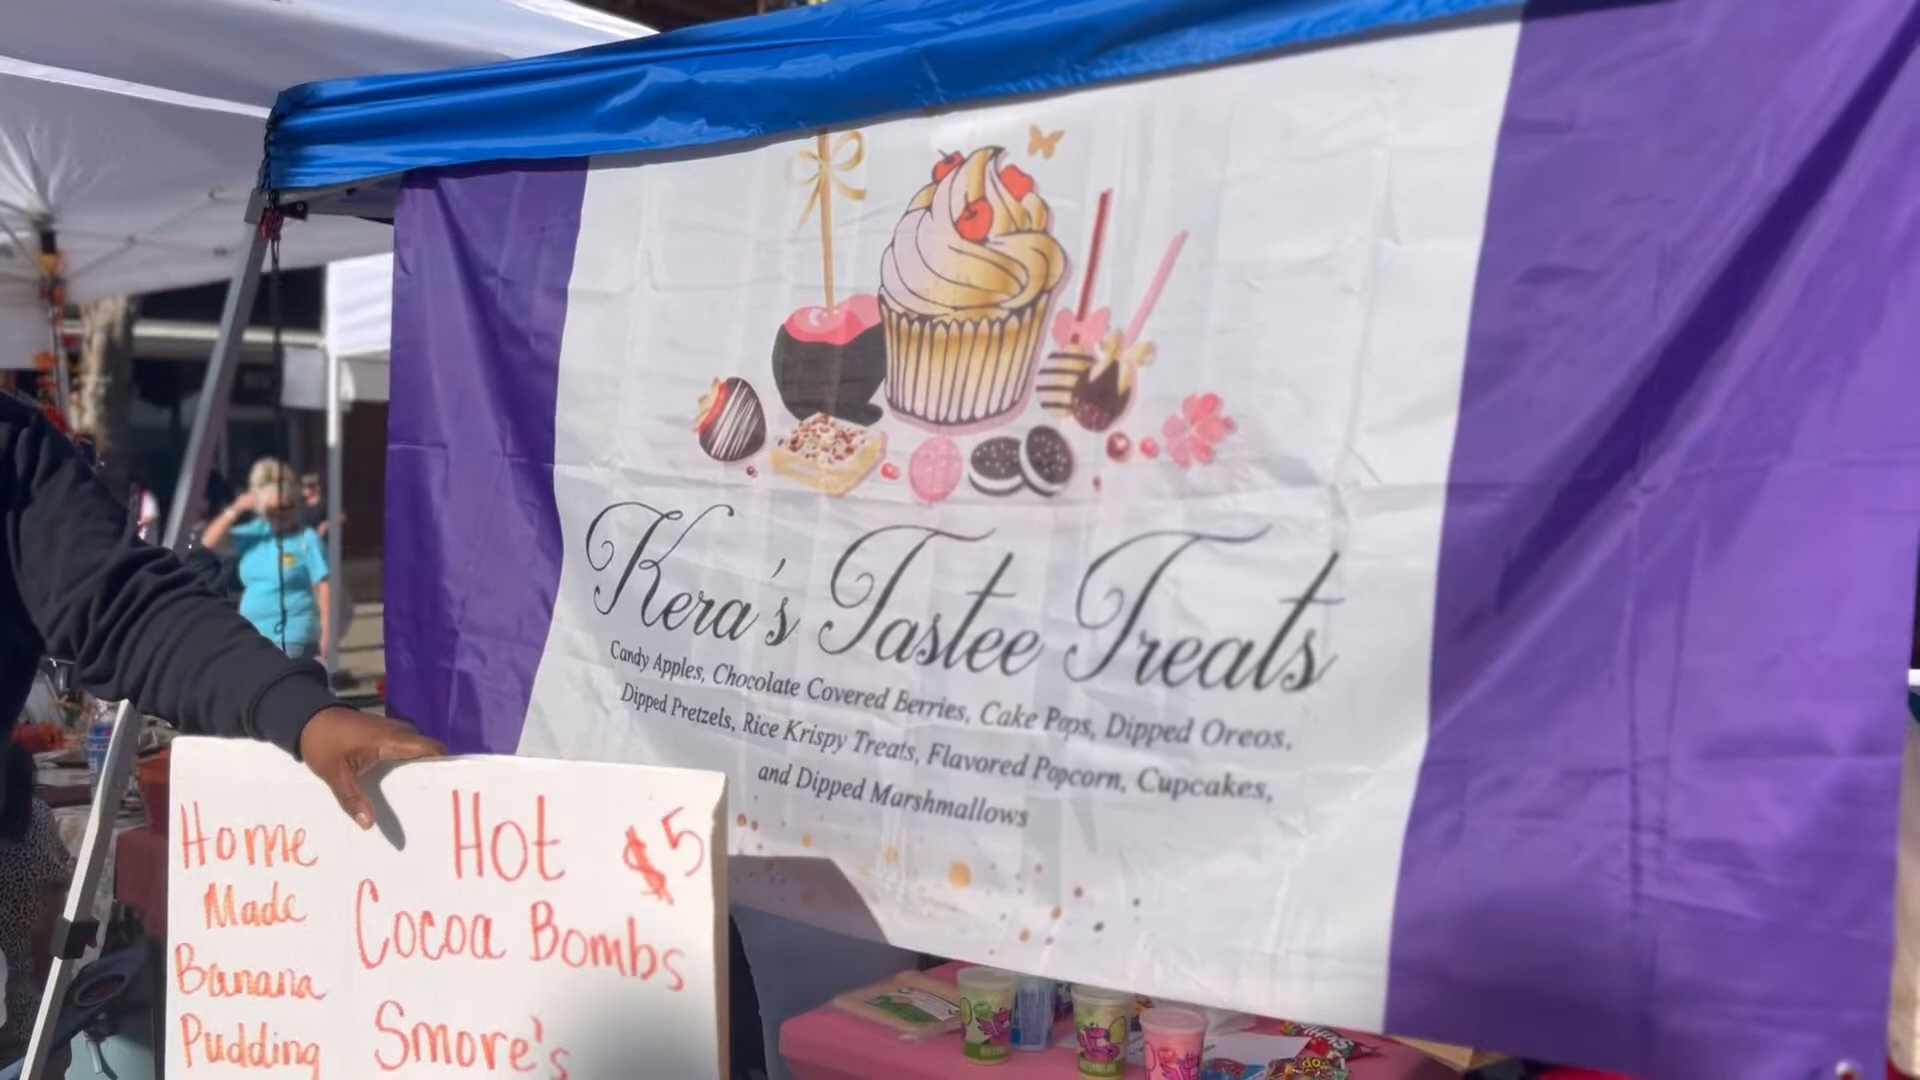 Kera's Tastee Treats
Candy Apples, Chocolate Covered Berries, Cake Pops, Dipped Oreos,
Dipped Pretzels, Rice Krispy Treats, Flavored Popcorn, Cupcakes,
and Dipped Marshmallows
Home
Made
Banana
Pudding
Hot $5
Cocoa Bombs
Smore's